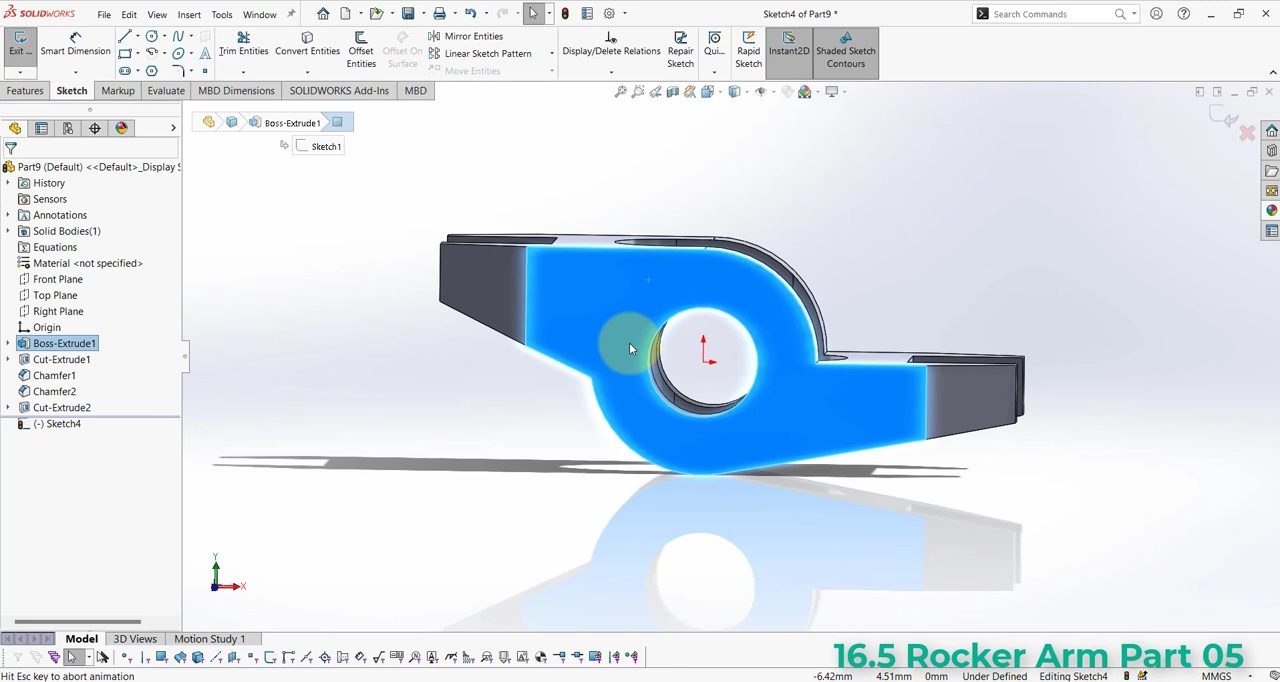 SOLIDWORKS File Edit View Insert Tools Window Sketch4 of Part9 * Search Commands
Exit ... Smart Dimension Trim Entities Convert Entities Offset Entities Offset On Surface Mirror Entities Linear Sketch Pattern Move Entities Display/Delete Relations Repair Sketch Qui... Rapid Sketch Instant2D Shaded Sketch Contours
Features Sketch Markup Evaluate MBD Dimensions SOLIDWORKS Add-Ins MBD
Boss-Extrude1
Sketch1
Part9 (Default) <<Default>_Display S
History
Sensors
Annotations
Solid Bodies(1)
Equations
Material <not specified>
Front Plane
Top Plane
Right Plane
Origin
Boss-Extrude1
Cut-Extrude1
Chamfer1
Chamfer2
Cut-Extrude2
(-) Sketch4
Y
X
Model 3D Views Motion Study 1
16.5 Rocker Arm Part 05
Hit Esc key to abort animation -6.42mm 4.51mm 0mm Under Defined Editing Sketch4 MMGS